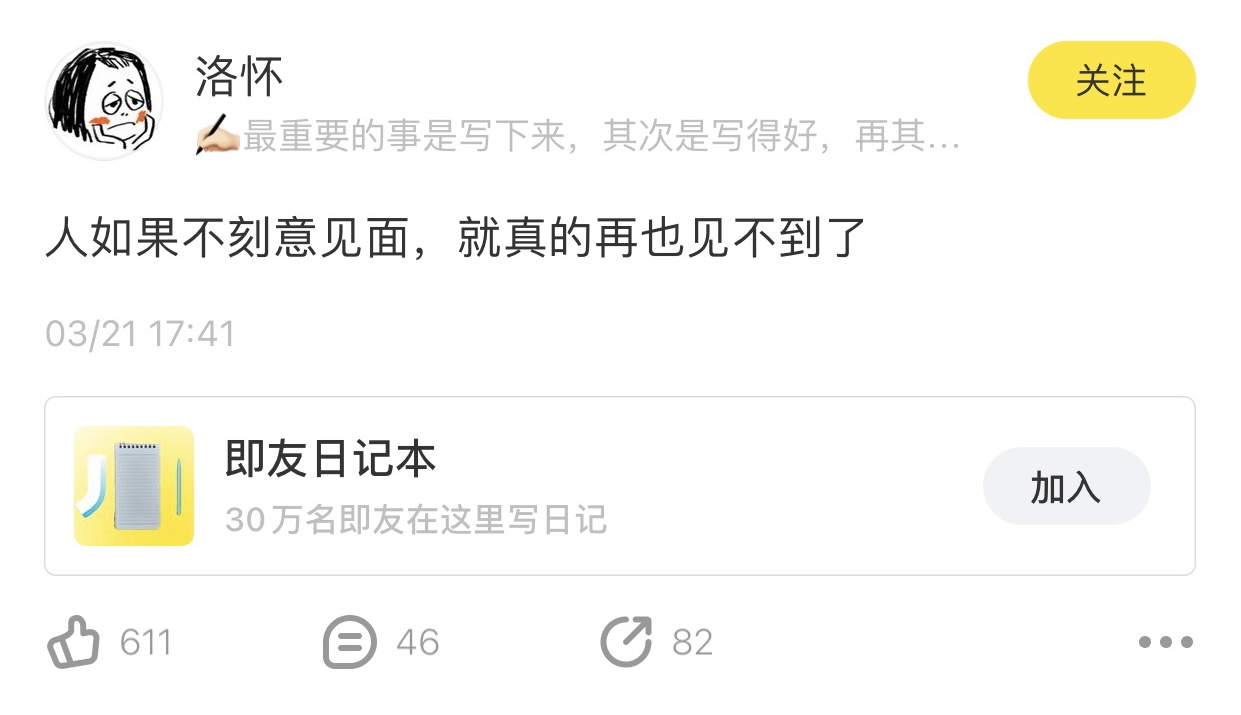 洛怀
关注
✍🏻最重要的事是写下来，其次是写得好，再其...
人如果不刻意见面，就真的再也见不到了
03/21 17:41
即友日记本
30万名即友在这里写日记
加入
611
46
82